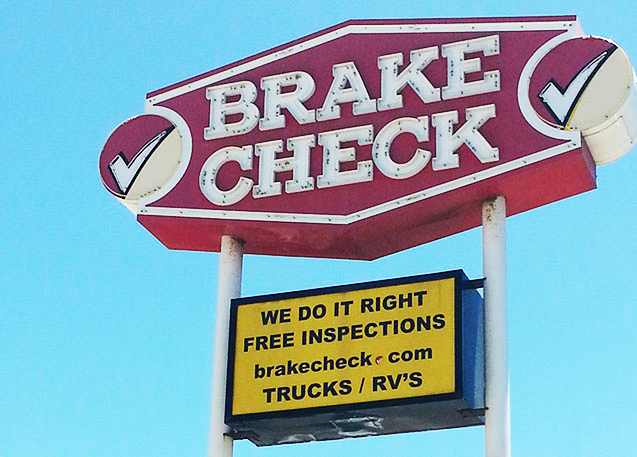 BRAKE
CHECK
WE DO IT RIGHT
FREE INSPECTIONS
brakecheck.com
TRUCKS / RV'S